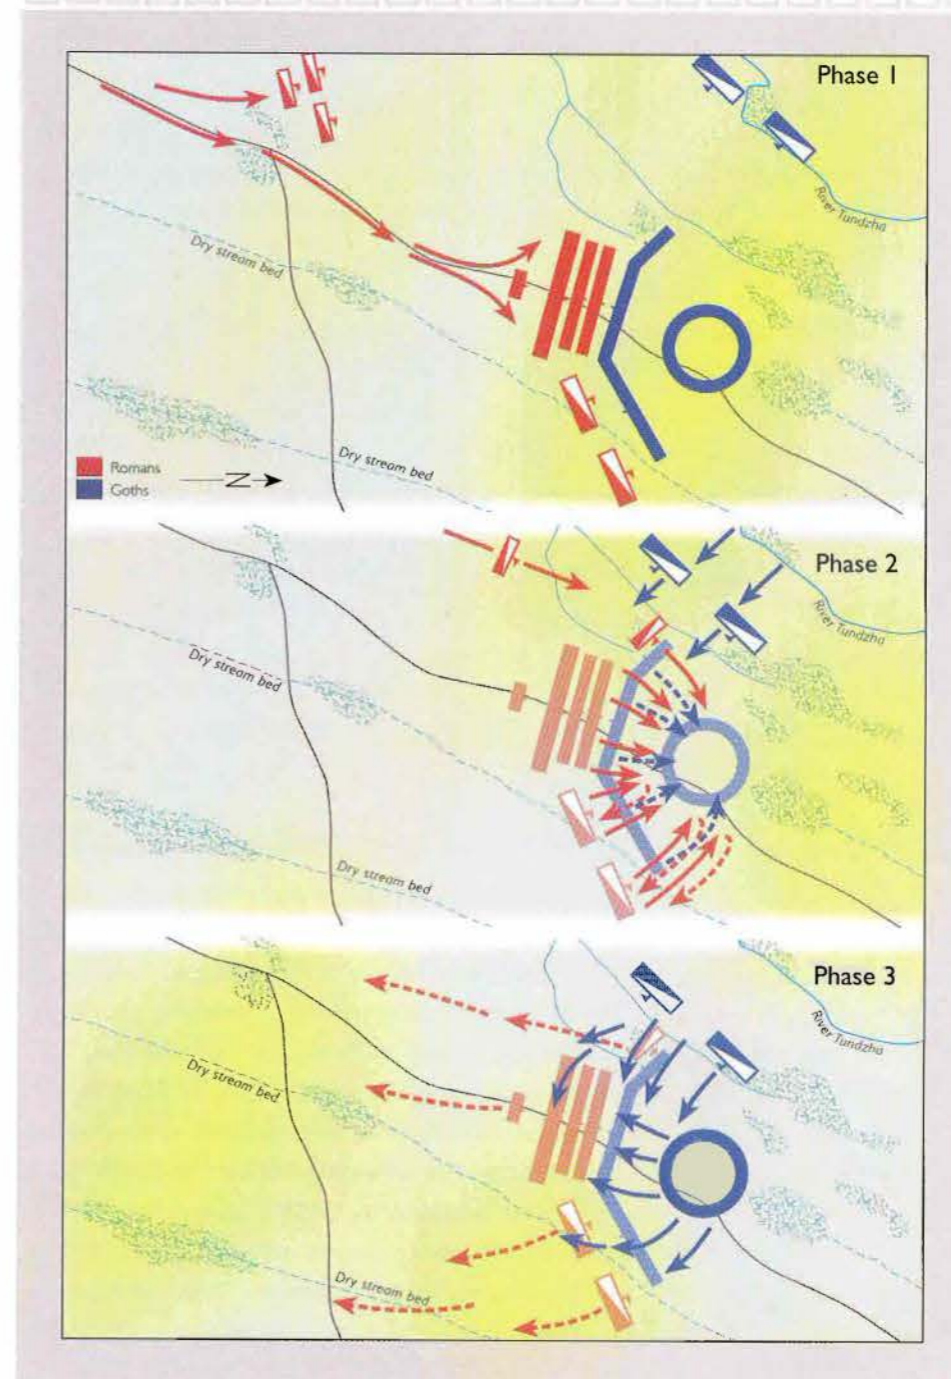 Phase 1
River Tundzha
Dry stream bed
Dry stream bed
Romans
Goths
N
Phase 2
River Tundzha
Dry stream bed
Dry stream bed
Phase 3
River Tundzha
Dry stream bed
Dry stream bed